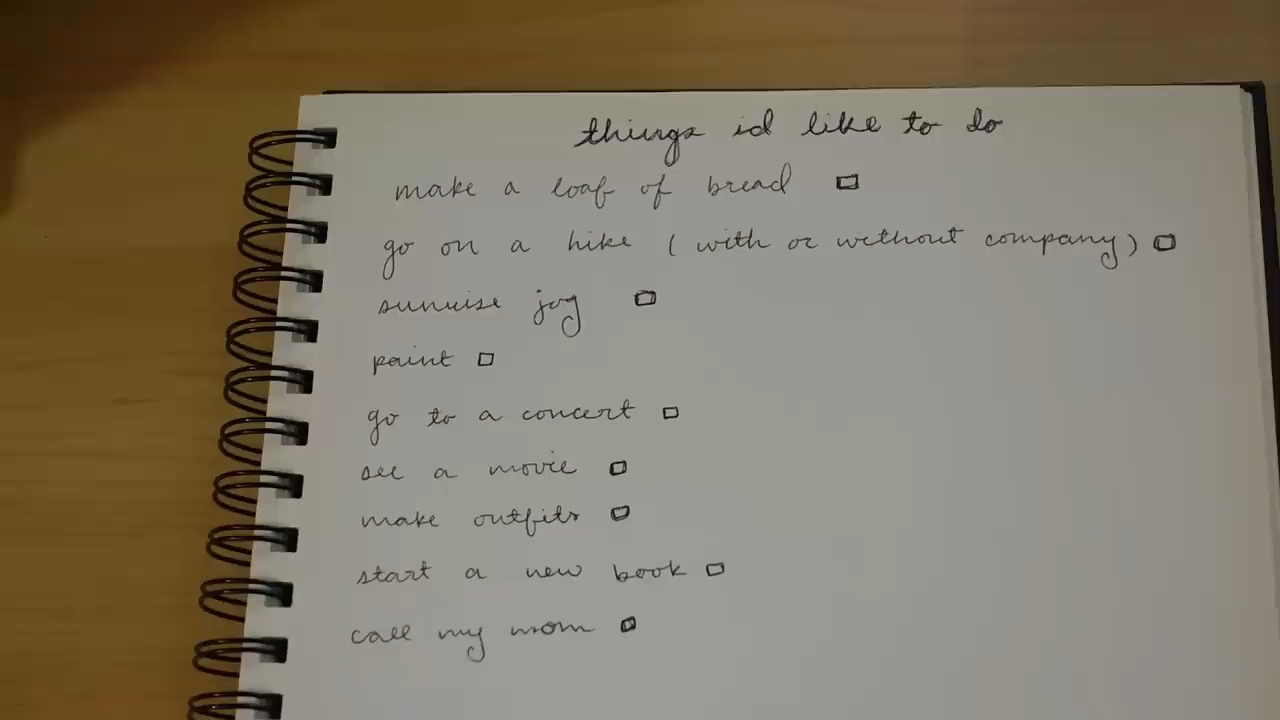 things id like to do
make a loaf of bread
go on a hike (with or without company)
sunrise jog
paint
go to a concert
see a movie
make outfits
start a new book
call my mom